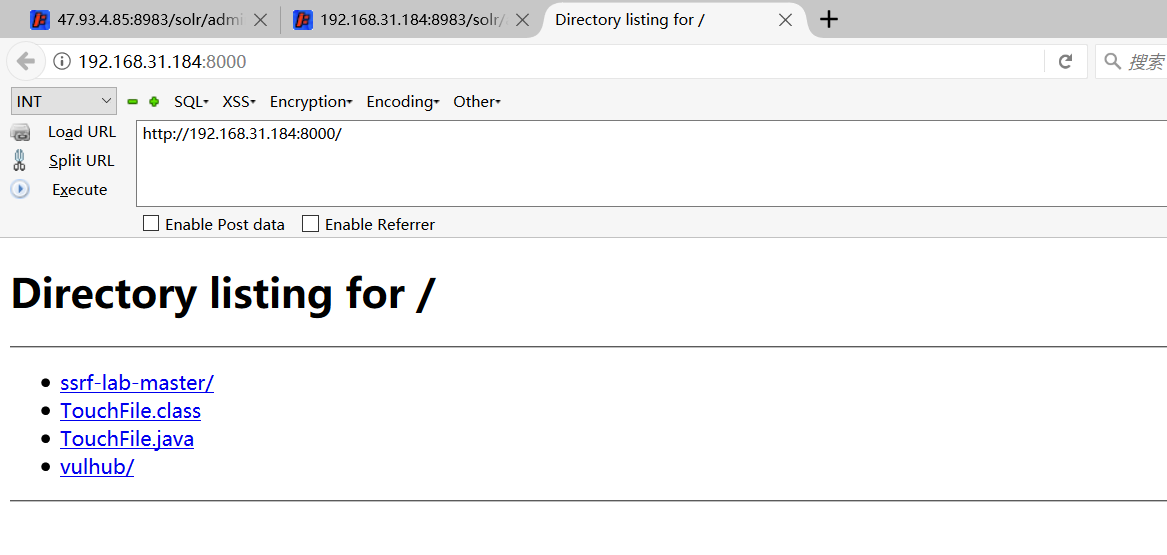 47.93.4.85:8983/solr/admi
192.168.31.184:8983/solr/
Directory listing for /
192.168.31.184:8000
搜索
INT
SQL
XSS
Encryption
Encoding
Other
Load URL
http://192.168.31.184:8000/
Split URL
Execute
Enable Post data
Enable Referrer
Directory listing for /
ssrf-lab-master/
TouchFile.class
TouchFile.java
vulhub/